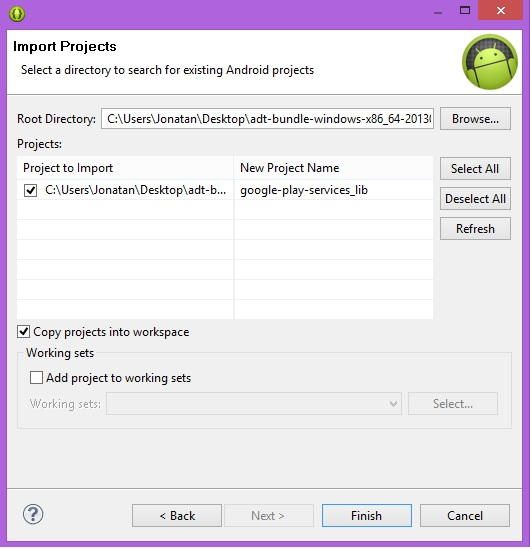 Import Projects
Select a directory to search for existing Android projects
Root Directory: C:\Users\Jonatan\Desktop\adt-bundle-windows-x86_64-20130 Browse...
Projects:
Project to Import New Project Name Select All
C:\Users\Jonatan\Desktop\adt-b... google-play-services_lib
Deselect All
Refresh
Copy projects into workspace
Working sets
Add project to working sets
Working sets: Select...
? < Back Next > Finish Cancel